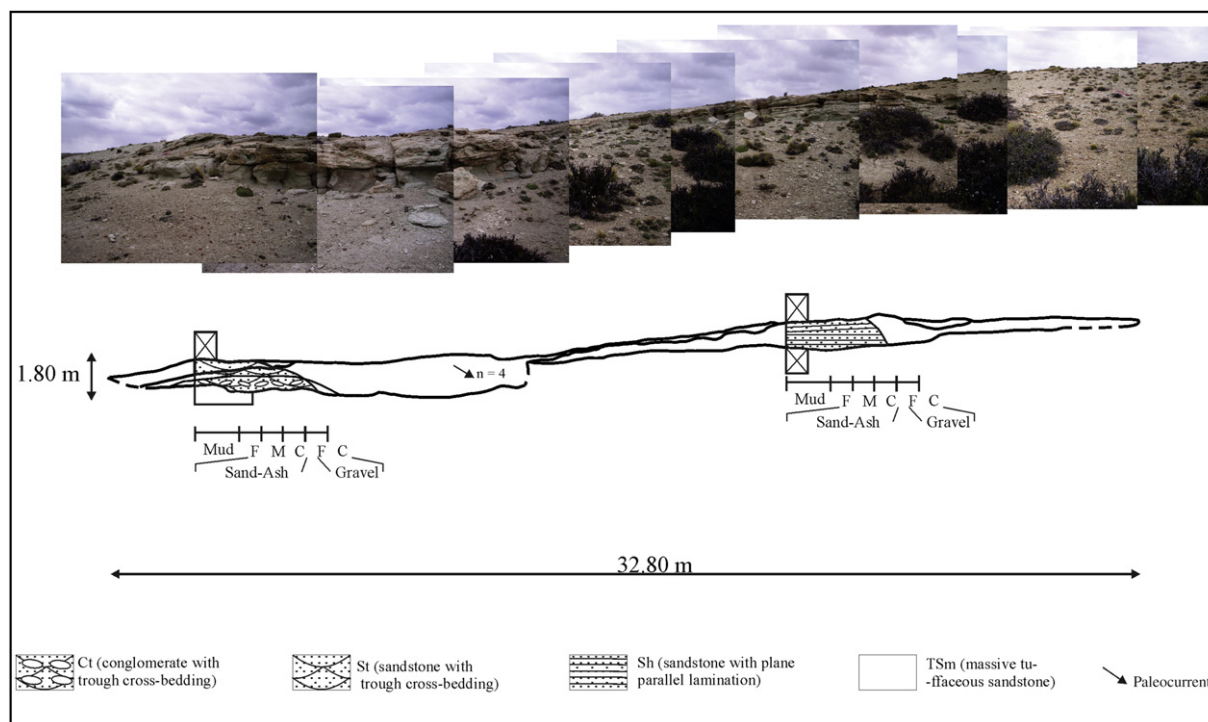 1.80 m
n = 4
Mud F M C F C
Sand-Ash Gravel
Mud F M C F C
Sand-Ash Gravel
32.80 m
Ct (conglomerate with
trough cross-bedding)
St (sandstone with
trough cross-bedding)
Sh (sandstone with plane
parallel lamination)
TSm (massive tu-
-ffaceous sandstone)
Paleocurrent